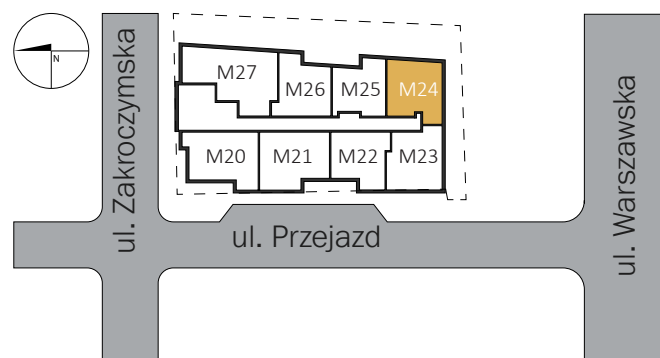 N
M27
M26
M25
M24
M20
M21
M22
M23
ul. Zakroczymska
ul. Przejazd
ul. Warszawska